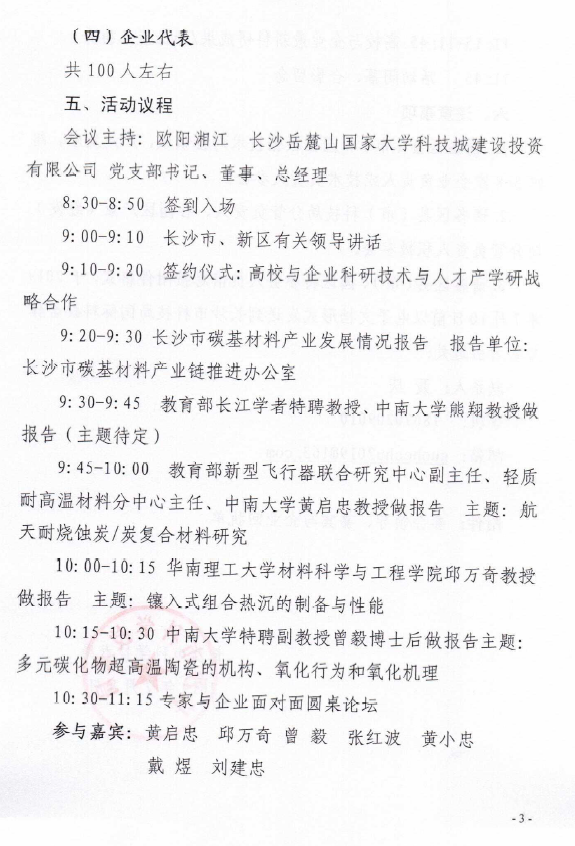 （四）企业代表
共100人左右
五、活动议程
会议主持：欧阳湘江　长沙岳麓山国家大学科技城建设投资
有限公司 党支部书记、董事、总经理
8:30-8:50 签到入场
9:00-9:10 长沙市、新区有关领导讲话
9:10-9:20 签约仪式：高校与企业科研技术与人才产学研战
略合作
9:20-9:30 长沙市碳基材料产业发展情况报告　报告单位：
长沙市碳基材料产业链推进办公室
9:30-9:45 教育部长江学者特聘教授、中南大学熊翔教授做
报告（主题待定）
9:45-10:00 教育部新型飞行器联合研究中心副主任、轻质
耐高温材料分中心主任、中南大学黄启忠教授做报告　主题：航
天耐烧蚀炭/炭复合材料研究
10:00-10:15 华南理工大学材料科学与工程学院邱万奇教授
做报告　主题：镶入式组合热沉的制备与性能
10:15-10:30 中南大学特聘副教授曾毅博士后做报告主题：
多元碳化物超高温陶瓷的机构、氧化行为和氧化机理
10:30-11:15 专家与企业面对面圆桌论坛
参与嘉宾：黄启忠　邱万奇 曾 毅　张红波　黄小忠
戴 煜　刘建忠
-3-